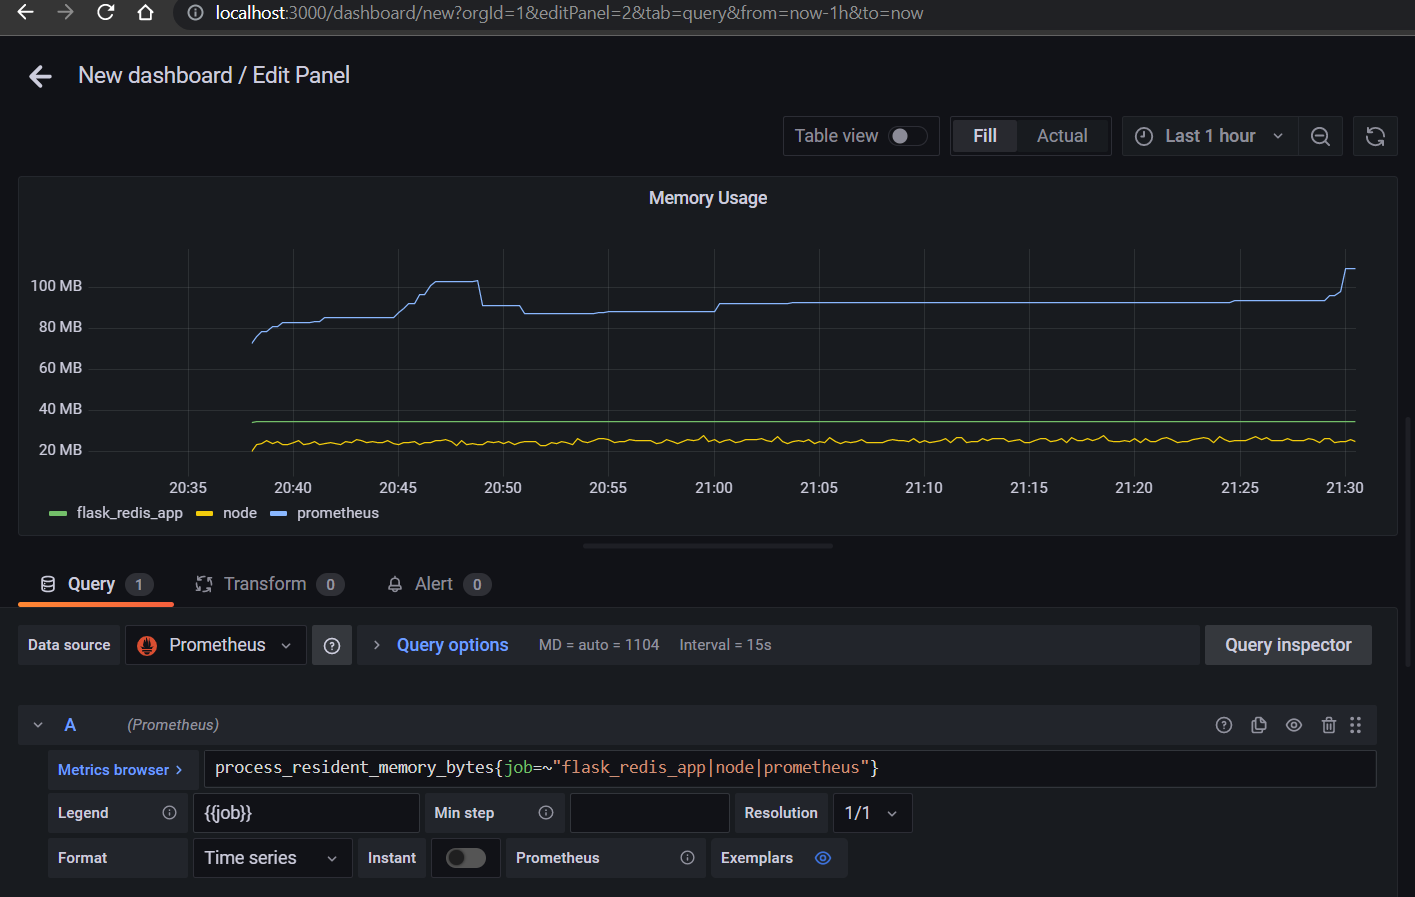 localhost:3000/dashboard/new?orgId=1&editPanel=2&tab=query&from=now-1h&to=now
New dashboard / Edit Panel
Table view Fill Actual Last 1 hour
Memory Usage
100 MB
80 MB
60 MB
40 MB
20 MB
20:35 20:40 20:45 20:50 20:55 21:00 21:05 21:10 21:15 21:20 21:25 21:30
flask_redis_app node prometheus
Query 1 Transform 0 Alert 0
Data source Prometheus Query options MD = auto = 1104 Interval = 15s Query inspector
A (Prometheus)
Metrics browser > process_resident_memory_bytes{job=~"flask_redis_app|node|prometheus"}
Legend {{job}} Min step Resolution 1/1
Format Time series Instant Prometheus Exemplars